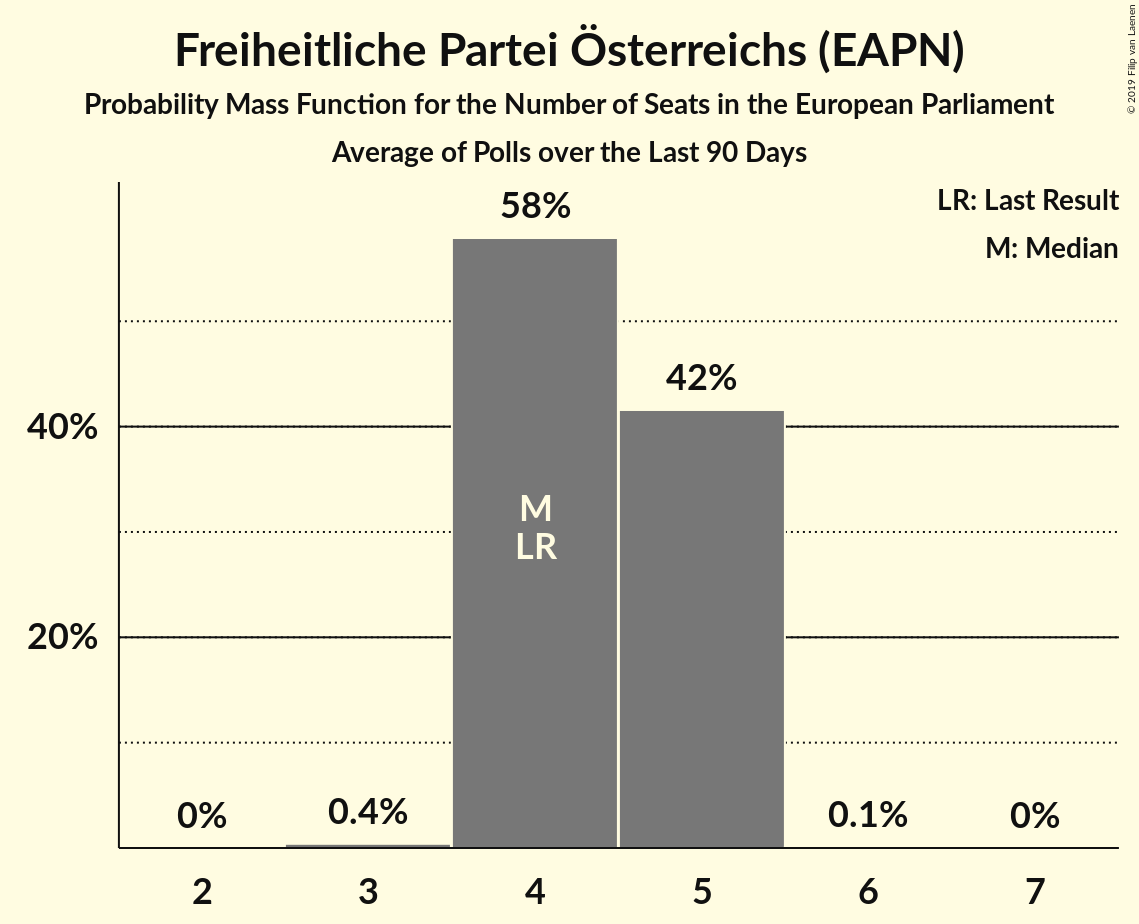 Freiheitliche Partei Österreichs (EAPN)
Probability Mass Function for the Number of Seats in the European Parliament
Average of Polls over the Last 90 Days
© 2019 Filip van Laenen
LR: Last Result
M: Median
58%
42%
40%
M
LR
20%
0%
0.4%
0.1%
0%
2 3 4 5 6 7